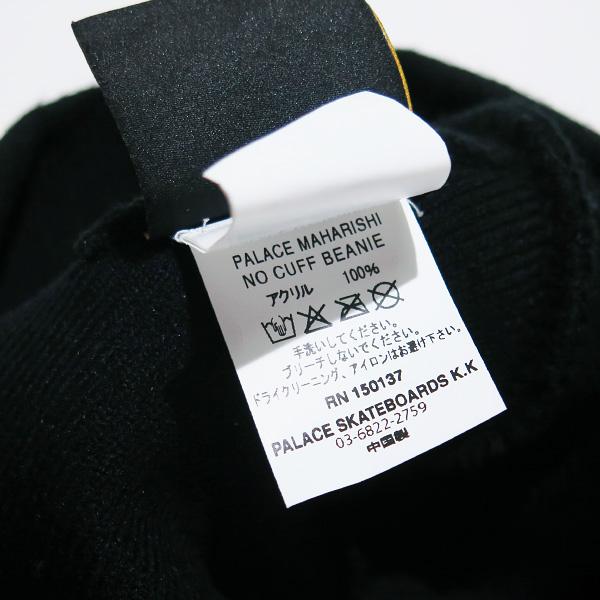 PALACE MAHARISHI
NO CUFF BEANIE
アクリル 100%
手洗いしてください。
ブリーチしないでください。
ドライクリーニング、アイロンはお避け下さい。
RN 150137
PALACE SKATEBOARDS K.K
03-6822-2759
中国製